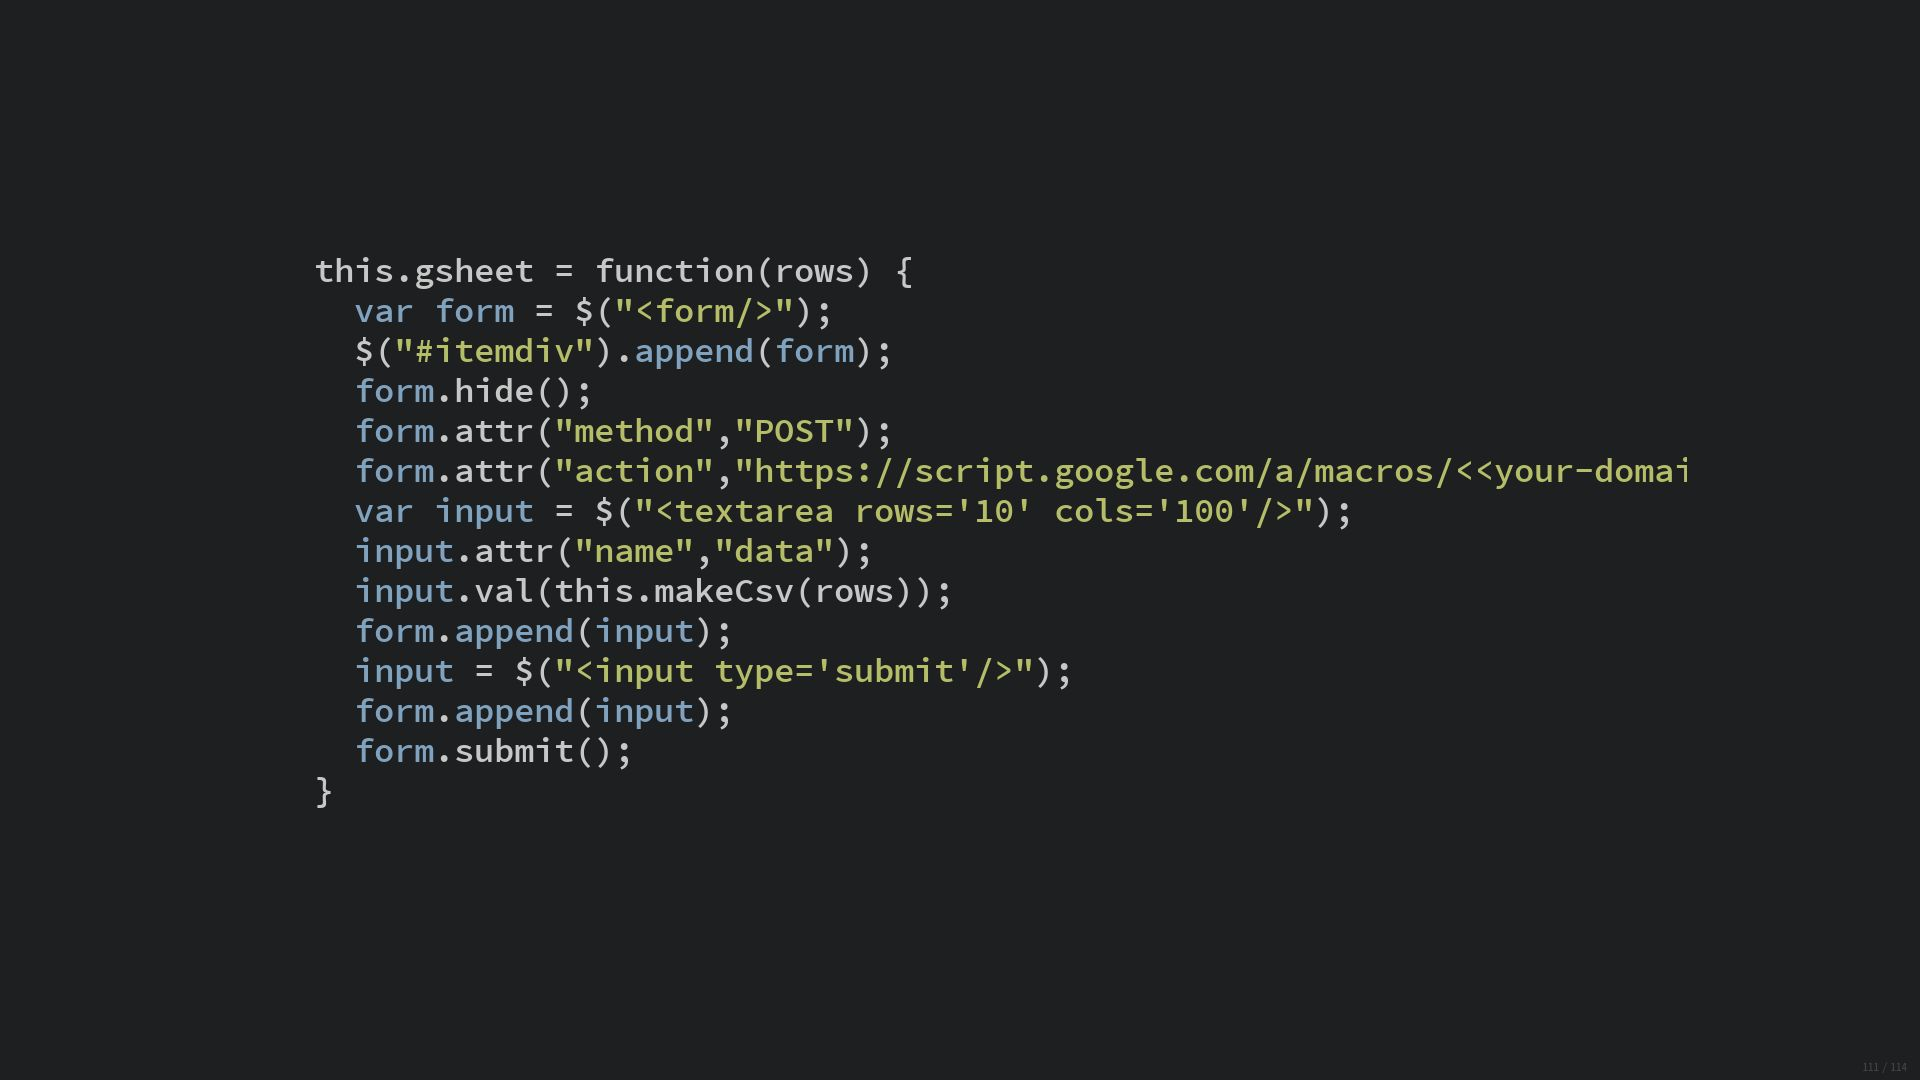 this.gsheet = function(rows) {
  var form = $("<form/>");
  $("#itemdiv").append(form);
  form.hide();
  form.attr("method","POST");
  form.attr("action","https://script.google.com/a/macros/<<your-domai
  var input = $("<textarea rows='10' cols='100'/>");
  input.attr("name","data");
  input.val(this.makeCsv(rows));
  form.append(input);
  input = $("<input type='submit'/>");
  form.append(input);
  form.submit();
}
111 / 114